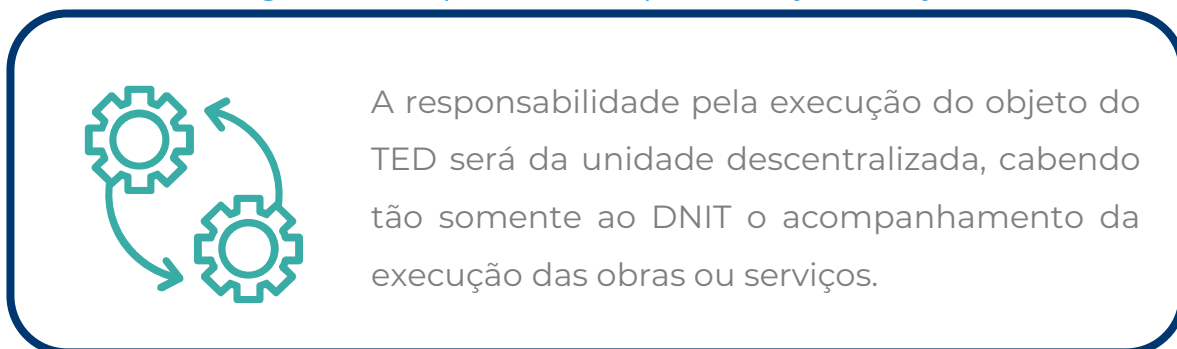 A responsabilidade pela execução do objeto do
TED será da unidade descentralizada, cabendo
tão somente ao DNIT o acompanhamento da
execução das obras ou serviços.